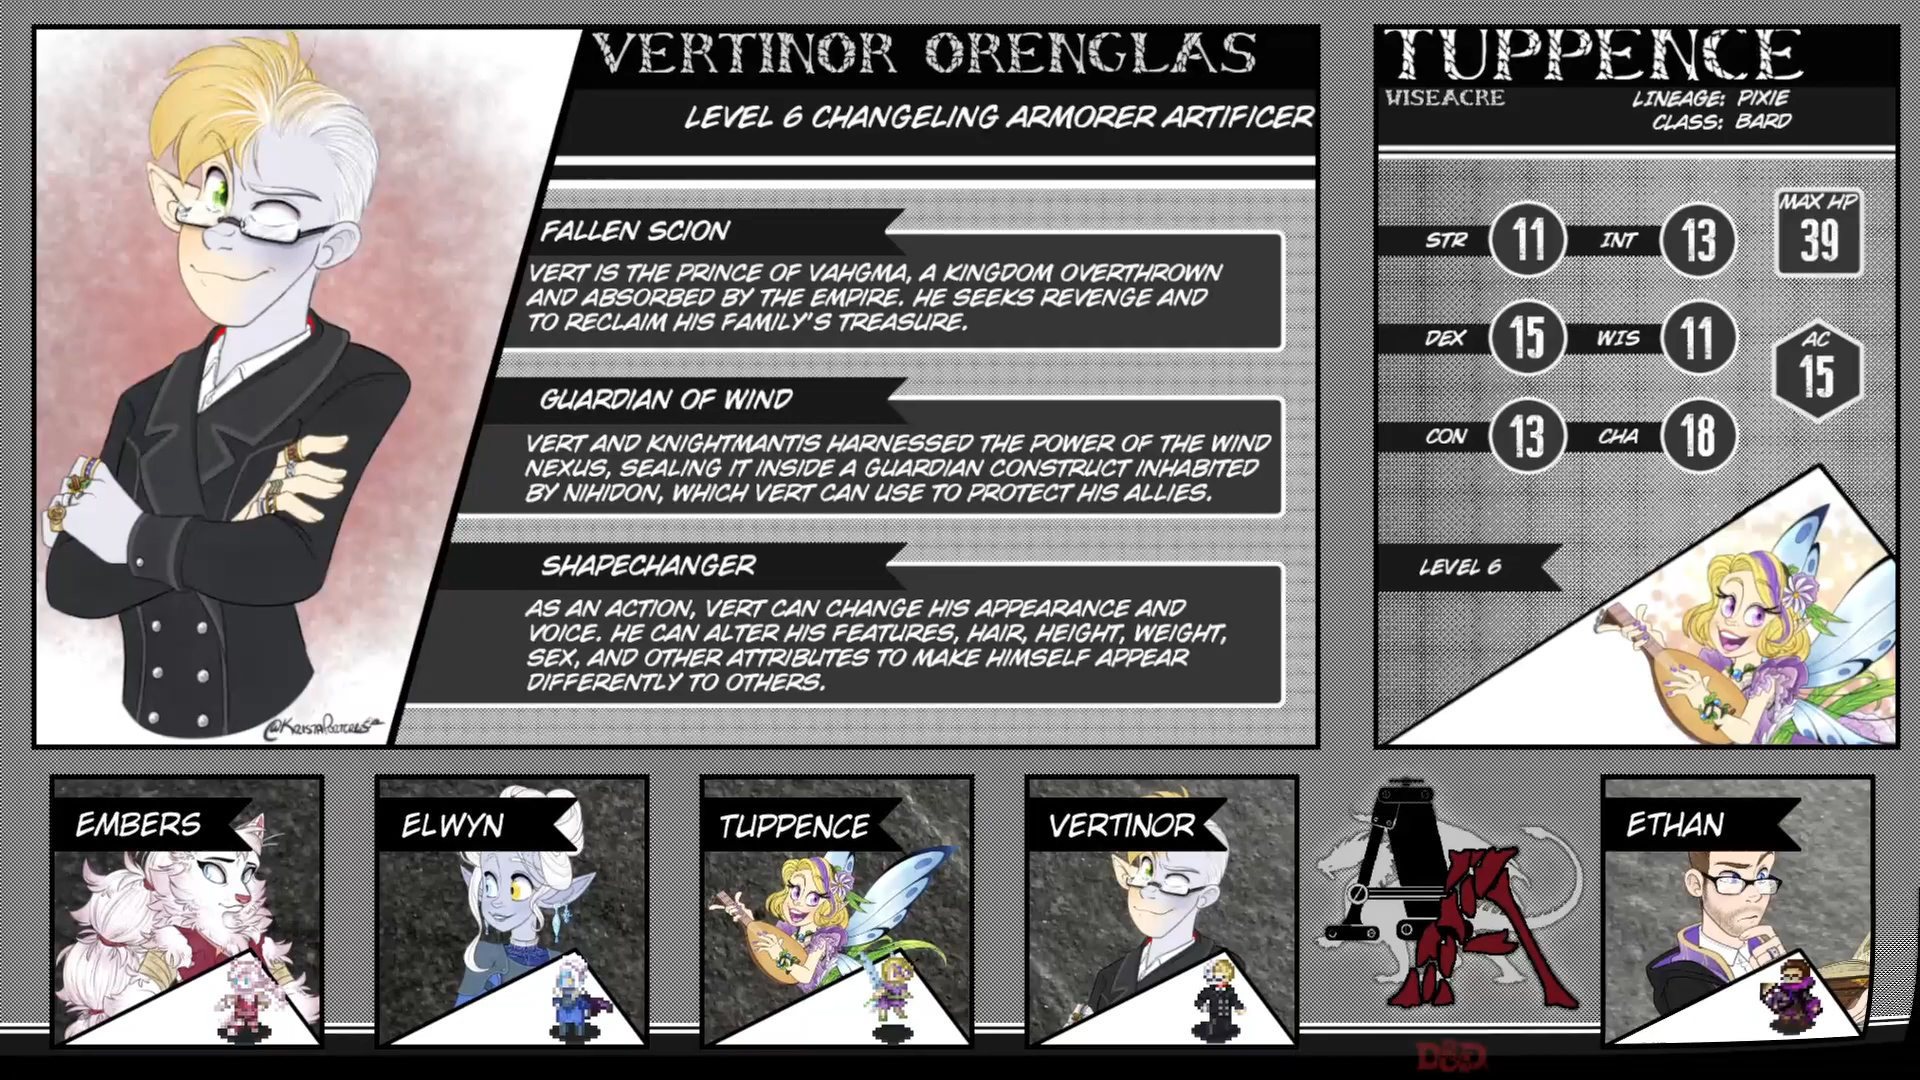 VERTINOR ORENGLAS
LEVEL 6 CHANGELING ARMORER ARTIFICER
FALLEN SCION
VERT IS THE PRINCE OF VAHGMA, A KINGDOM OVERTHROWN
AND ABSORBED BY THE EMPIRE. HE SEEKS REVENGE AND
TO RECLAIM HIS FAMILY'S TREASURE.
GUARDIAN OF WIND
VERT AND KNIGHTMANTIS HARNESSED THE POWER OF THE WIND
NEXUS, SEALING IT INSIDE A GUARDIAN CONSTRUCT INHABITED
BY NIHIDON, WHICH VERT CAN USE TO PROTECT HIS ALLIES.
SHAPECHANGER
AS AN ACTION, VERT CAN CHANGE HIS APPEARANCE AND
VOICE. HE CAN ALTER HIS FEATURES, HAIR, HEIGHT, WEIGHT,
SEX, AND OTHER ATTRIBUTES TO MAKE HIMSELF APPEAR
DIFFERENTLY TO OTHERS.
TUPPENCE
WISEACRE
LINEAGE: PIXIE
CLASS: BARD
STR 11 INT 13
MAX HP
39
DEX 15 WIS 11
AC
15
CON 13 CHA 18
LEVEL 6
EMBERS
ELWYN
TUPPENCE
VERTINOR
ETHAN
D&D